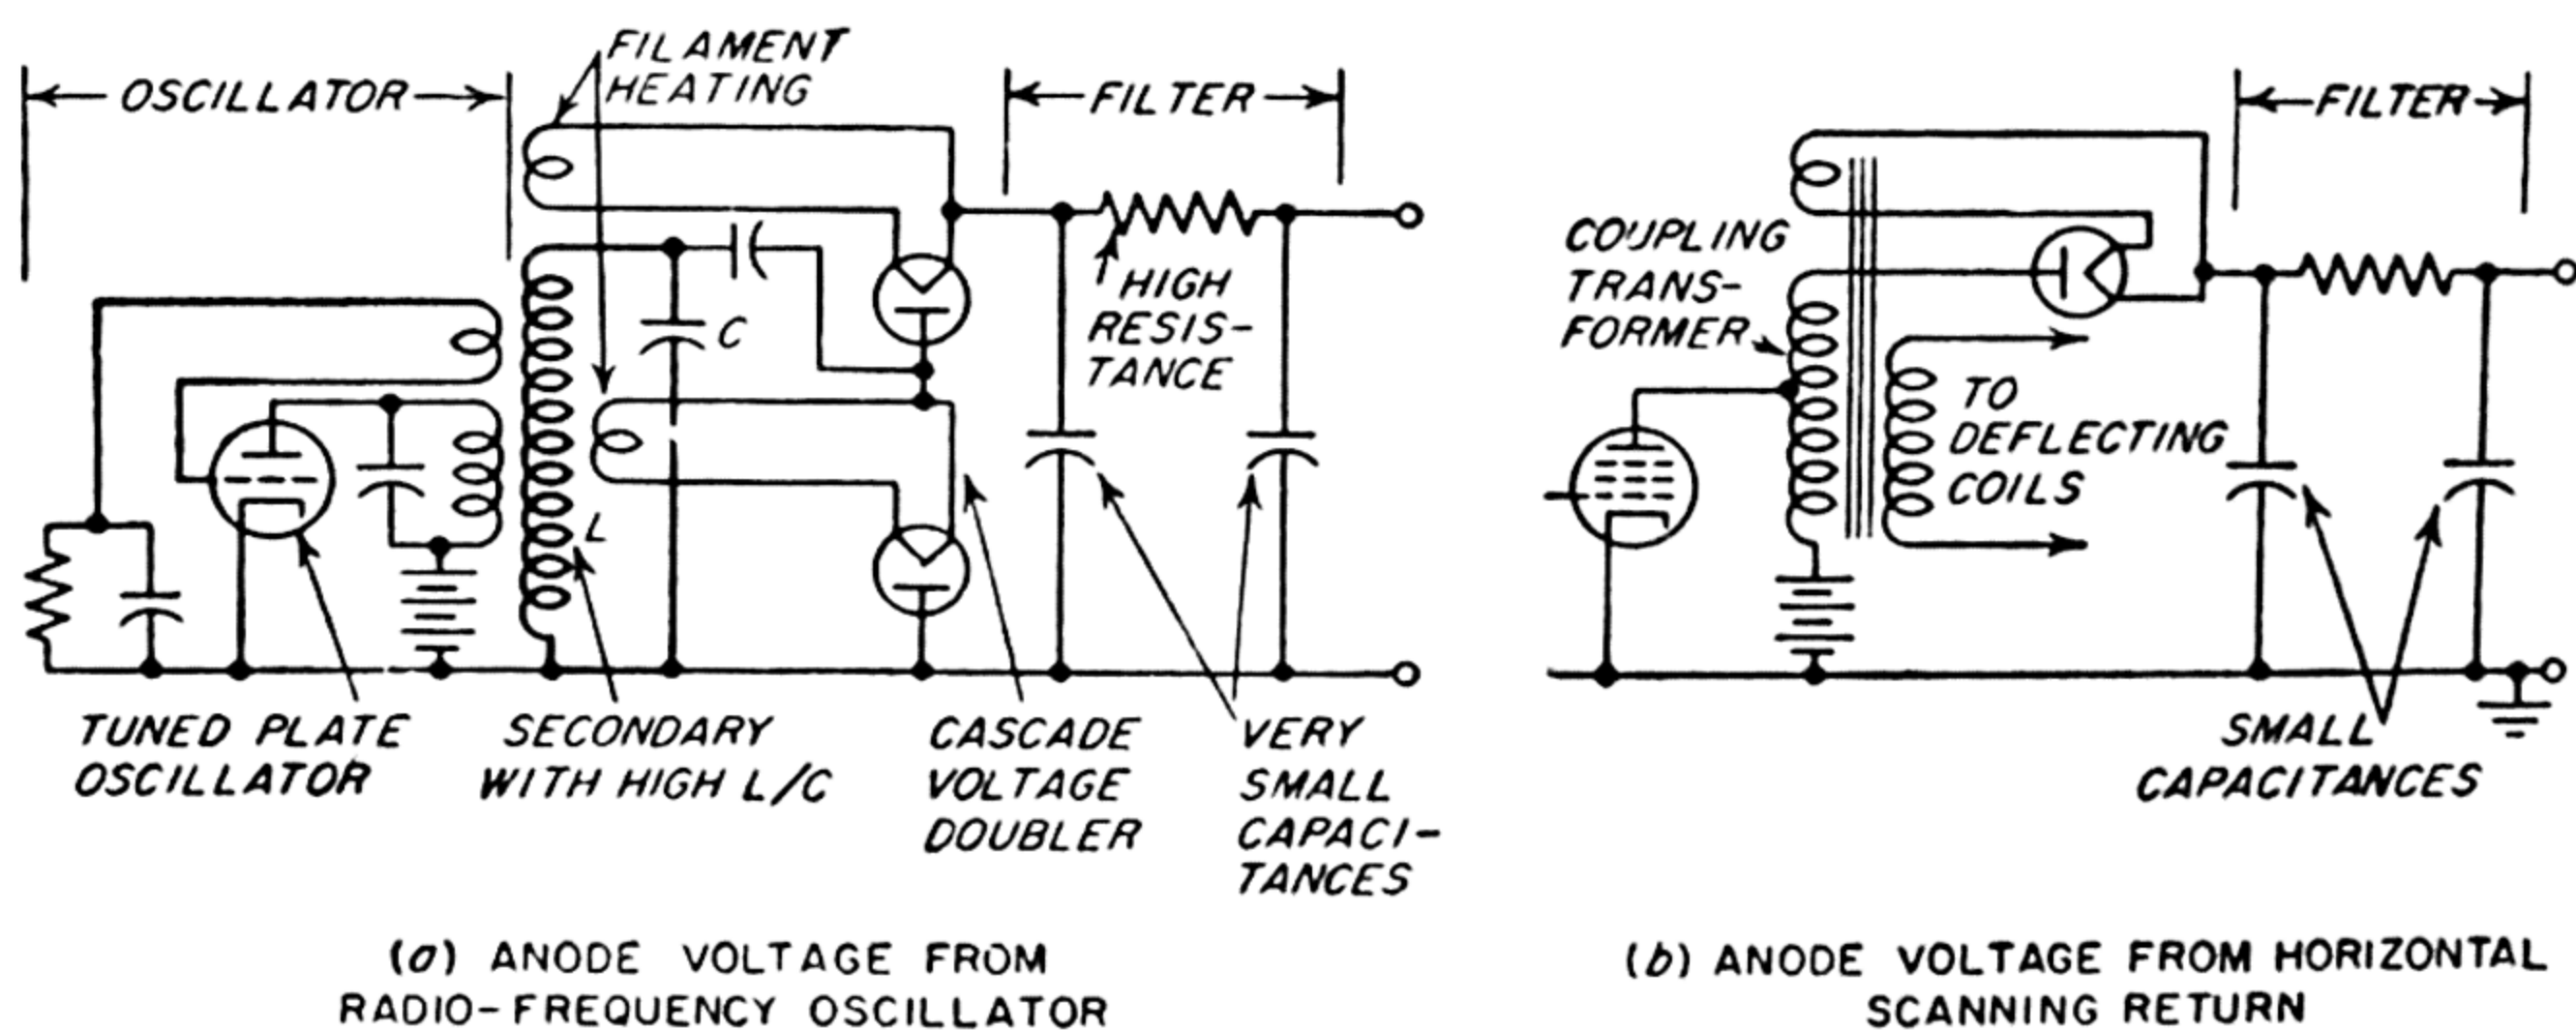 OSCILLATOR
FILAMENT
HEATING
FILTER
HIGH
RESIS-
TANCE
C
L
TUNED PLATE
OSCILLATOR
SECONDARY
WITH HIGH L/C
CASCADE
VOLTAGE
DOUBLER
VERY
SMALL
CAPACI-
TANCES
(a) ANODE VOLTAGE FROM
RADIO-FREQUENCY OSCILLATOR
FILTER
COUPLING
TRANS-
FORMER
TO
DEFLECTING
COILS
SMALL
CAPACITANCES
(b) ANODE VOLTAGE FROM HORIZONTAL
SCANNING RETURN